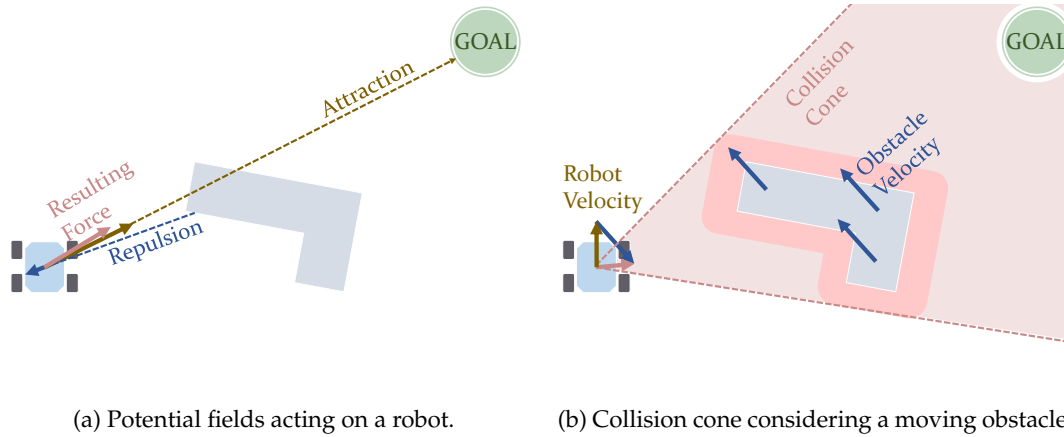 GOAL
Attraction
Resulting
Force
Repulsion
(a) Potential fields acting on a robot.
GOAL
Collision
Cone
Robot
Velocity
Obstacle
Velocity
(b) Collision cone considering a moving obstacle